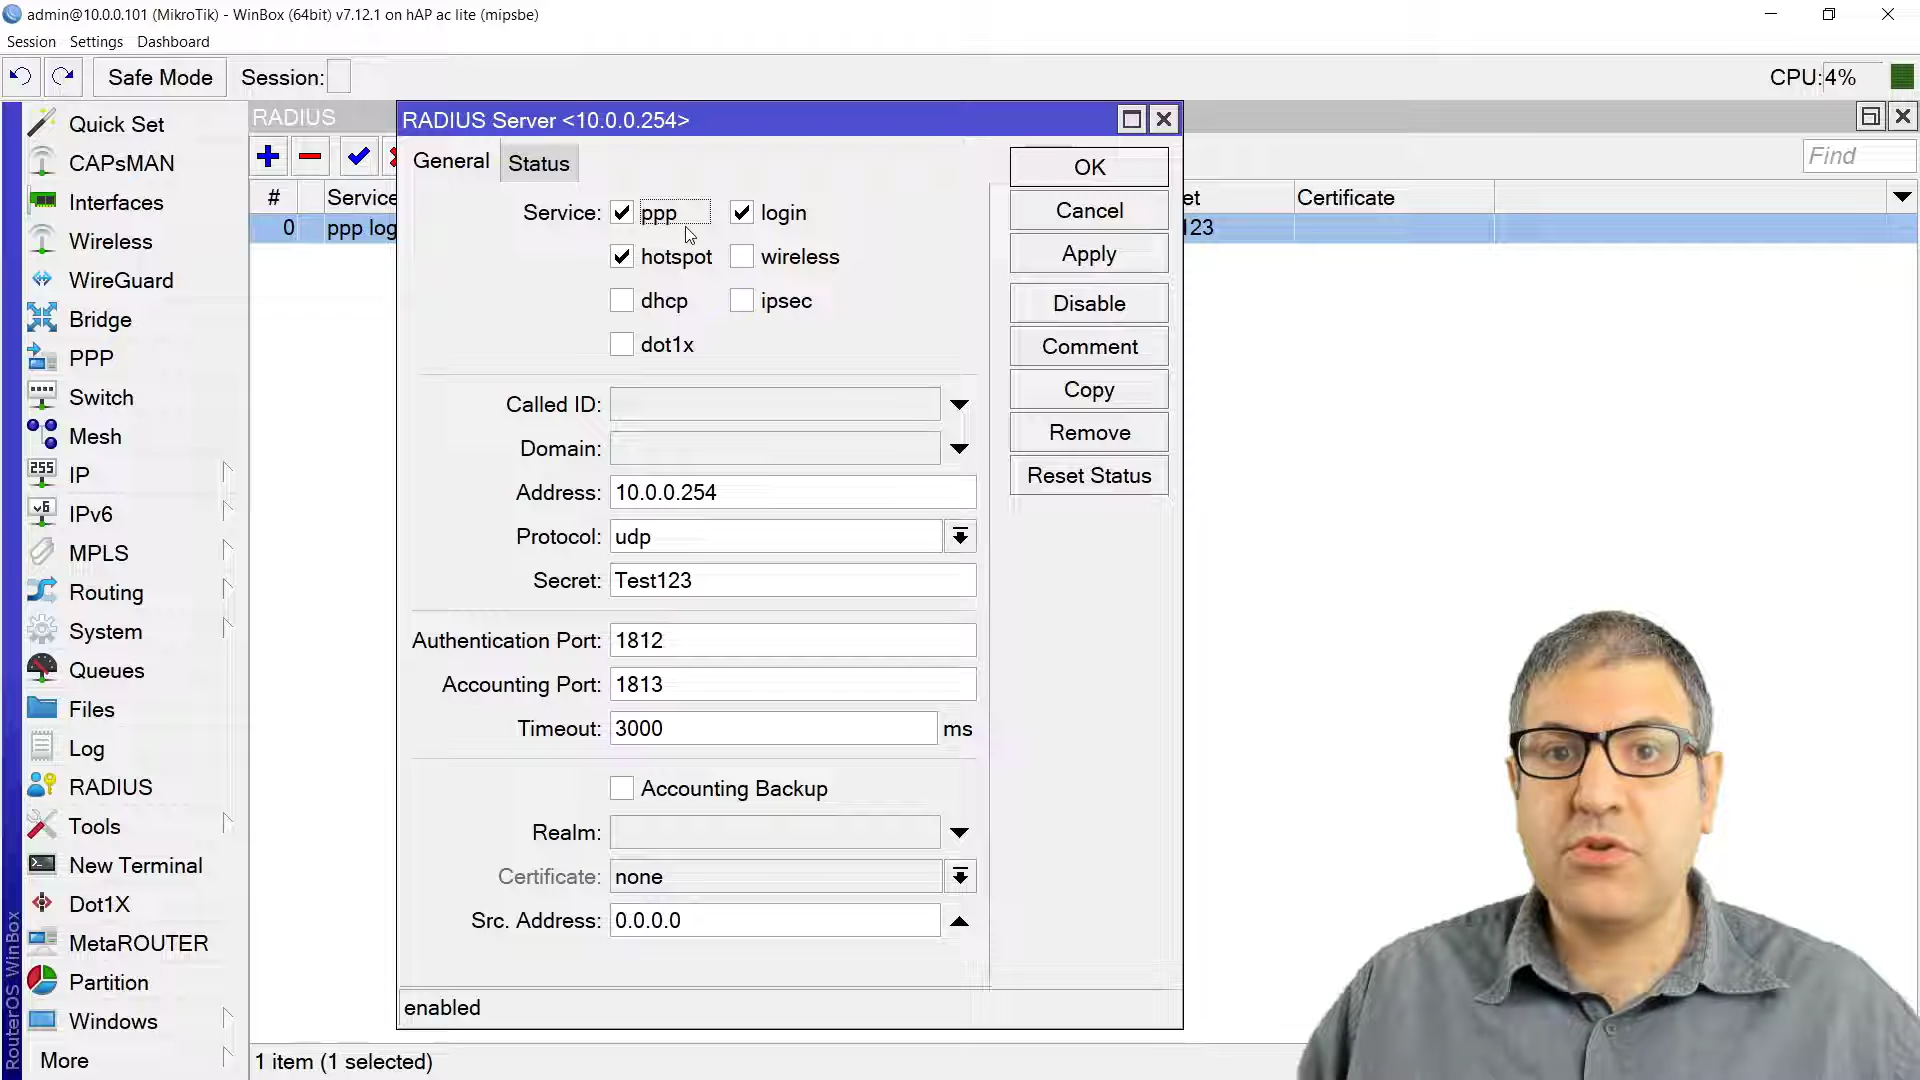 admin@10.0.0.101 (MikroTik) - WinBox (64bit) v7.12.1 on hAP ac lite (mipsbe)
Session Settings Dashboard
Safe Mode Session: CPU:4%
Quick Set
CAPsMAN
Interfaces
Wireless
WireGuard
Bridge
PPP
Switch
Mesh
IP
IPv6
MPLS
Routing
System
Queues
Files
Log
RADIUS
Tools
New Terminal
Dot1X
MetaROUTER
Partition
Windows
More
RouterOS WinBox
255
v6
RADIUS
Find
# Service et Certificate
0 ppp log 123
1 item (1 selected)
RADIUS Server <10.0.0.254>
General Status
Service: ppp login
hotspot wireless
dhcp ipsec
dot1x
Called ID:
Domain:
Address: 10.0.0.254
Protocol: udp
Secret: Test123
Authentication Port: 1812
Accounting Port: 1813
Timeout: 3000 ms
Accounting Backup
Realm:
Certificate: none
Src. Address: 0.0.0.0
enabled
OK
Cancel
Apply
Disable
Comment
Copy
Remove
Reset Status